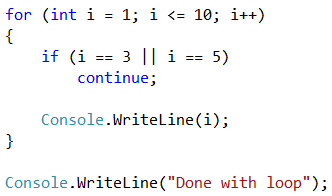 for (int i = 1; i <= 10; i++)
{
    if (i == 3 || i == 5)
        continue;

    Console.WriteLine(i);
}

Console.WriteLine("Done with loop");